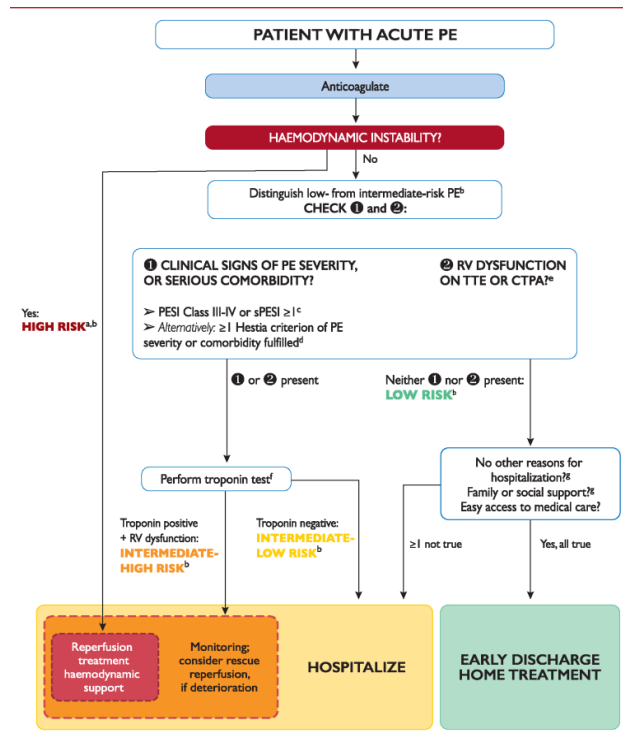 PATIENT WITH ACUTE PE
Anticoagulate
HAEMODYNAMIC INSTABILITY?
No
Distinguish low- from intermediate-risk PEᵇ
CHECK ❶ and ❷:
❶ CLINICAL SIGNS OF PE SEVERITY,
OR SERIOUS COMORBIDITY?
➢ PESI Class III-IV or sPESI ≥1ᶜ
➢ Alternatively: ≥1 Hestia criterion of PE
severity or comorbidity fulfilledᵈ
❷ RV DYSFUNCTION
ON TTE OR CTPA?ᵉ
Yes:
HIGH RISKᵃ,ᵇ
❶ or ❷ present
Neither ❶ nor ❷ present:
LOW RISKᵇ
Perform troponin testᶠ
No other reasons for
hospitalization?ᵍ
Family or social support?ᵍ
Easy access to medical care?
Troponin positive
+ RV dysfunction:
INTERMEDIATE-
HIGH RISKᵇ
Troponin negative:
INTERMEDIATE-
LOW RISKᵇ
≥1 not true
Yes, all true
Reperfusion
treatment
haemodynamic
support
Monitoring;
consider rescue
reperfusion,
if deterioration
HOSPITALIZE
EARLY DISCHARGE
HOME TREATMENT